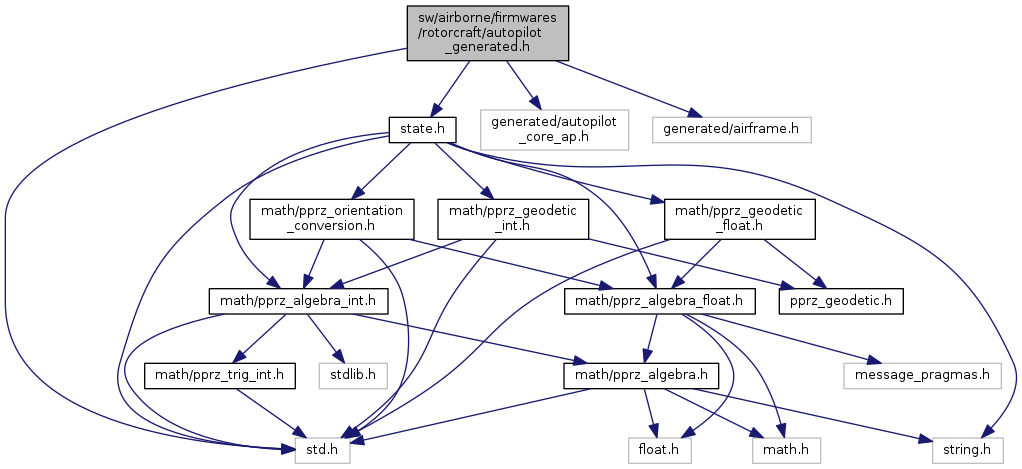 sw/airborne/firmwares
/rotorcraft/autopilot
_generated.h
state.h
generated/autopilot
_core_ap.h
generated/airframe.h
math/pprz_orientation
_conversion.h
math/pprz_geodetic
_int.h
math/pprz_geodetic
_float.h
math/pprz_algebra_int.h
math/pprz_algebra_float.h
pprz_geodetic.h
math/pprz_trig_int.h
stdlib.h
math/pprz_algebra.h
message_pragmas.h
std.h
float.h
math.h
string.h